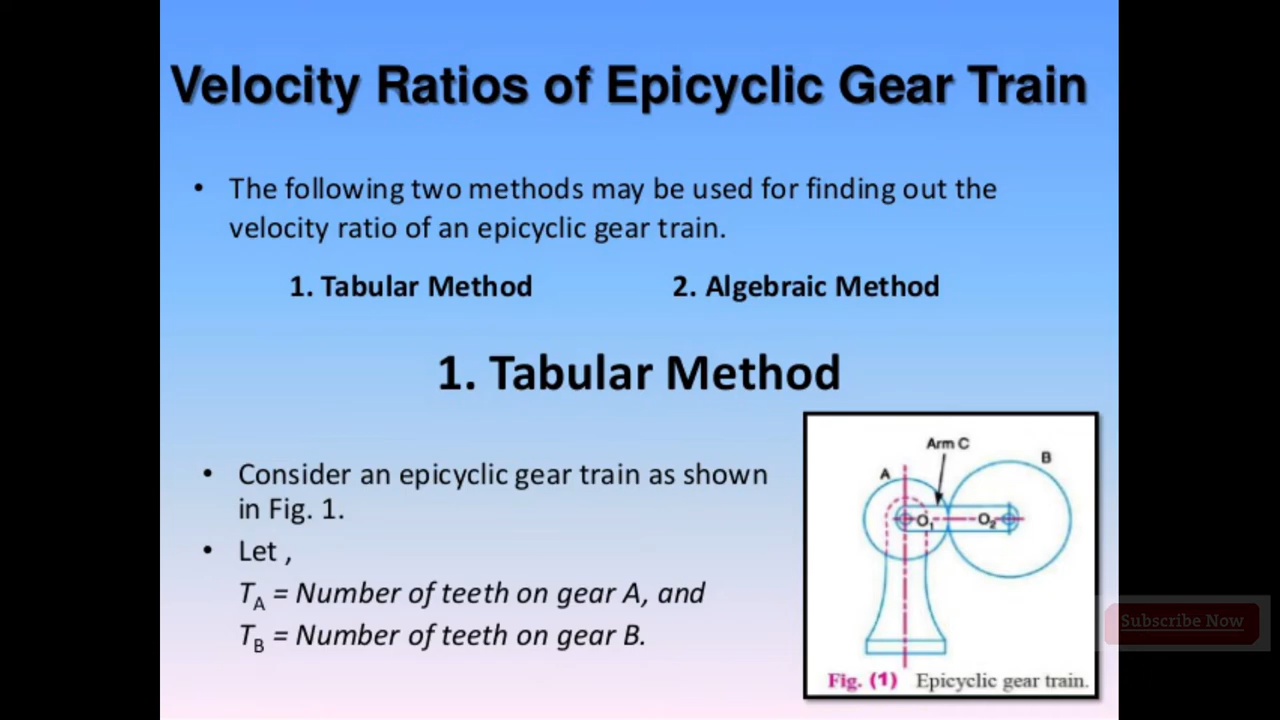 Velocity Ratios of Epicyclic Gear Train
• The following two methods may be used for finding out the
velocity ratio of an epicyclic gear train.
1. Tabular Method 2. Algebraic Method
1. Tabular Method
• Consider an epicyclic gear train as shown
in Fig. 1.
• Let ,
T_A = Number of teeth on gear A, and
T_B = Number of teeth on gear B.
Arm C
A
B
O₁
O₂
Fig. (1) Epicyclic gear train.
Subscribe Now